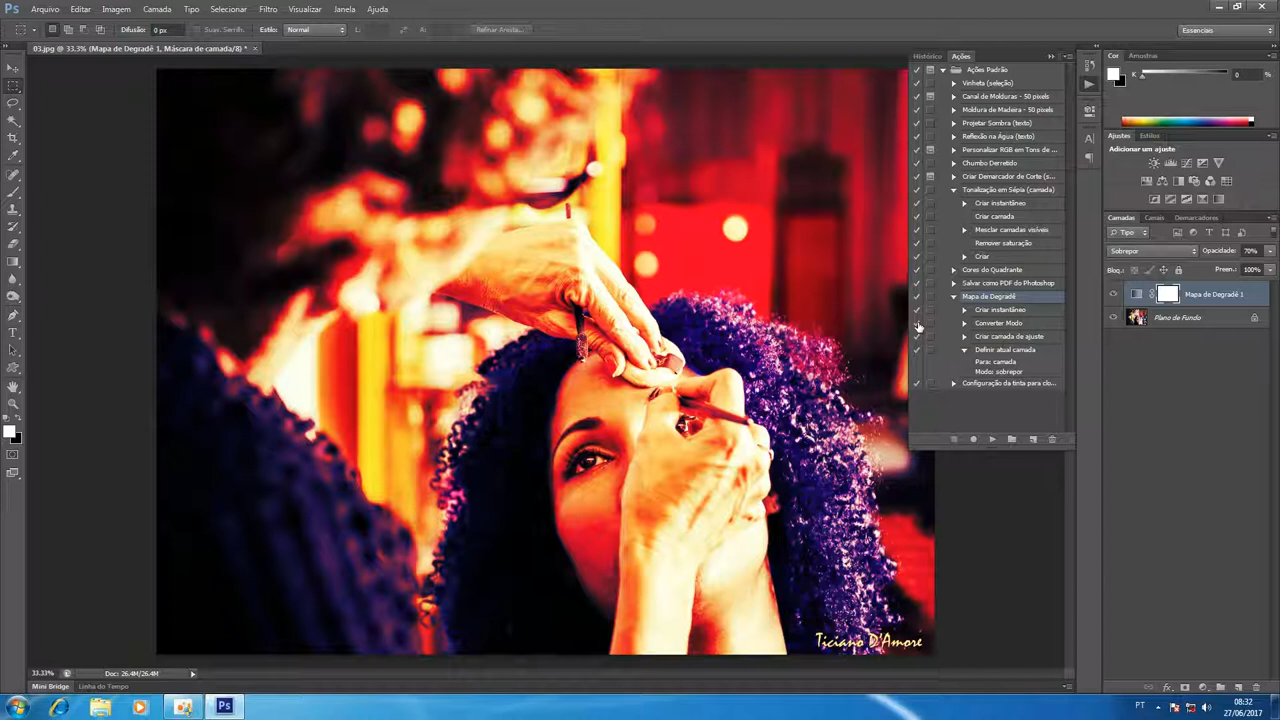 Ps Arquivo Editar Imagem Camada Tipo Selecionar Filtro Visualizar Janela Ajuda
Difusão: 0 px Suav. Serrilh. Estilo: Normal L: A: Refinar Aresta... Essenciais
03.jpg @ 33.3% (Mapa de Degradê 1, Máscara de camada/8) * ×
Histórico Ações
Ações Padrão
Vinheta (seleção)
Canal de Molduras - 50 pixels
Moldura de Madeira - 50 pixels
Projetar Sombra (texto)
Reflexão na Água (texto)
Personalizar RGB em Tons de ...
Chumbo Derretido
Criar Demarcador de Corte (s...
Tonalização em Sépia (camada)
Criar instantâneo
Criar camada
Mesclar camadas visíveis
Remover saturação
Criar
Cores do Quadrante
Salvar como PDF do Photoshop
Mapa de Degradê
Criar instantâneo
Converter Modo
Criar camada de ajuste
Definir atual camada
Para: camada
Modo: sobrepor
Configuração da tinta para clo...
Cor Amostras
K 0 %
Ajustes Estilos
Adicionar um ajuste
Camadas Canais Demarcadores
Tipo
Sobrepor Opacidade: 70%
Bloq.: Preen.: 100%
Mapa de Degradê 1
Plano de Fundo
Ticiano D'Amore
33.33% Doc: 26.4M/26.4M
Mini Bridge Linha do Tempo
Ps PT 08:32
27/06/2017